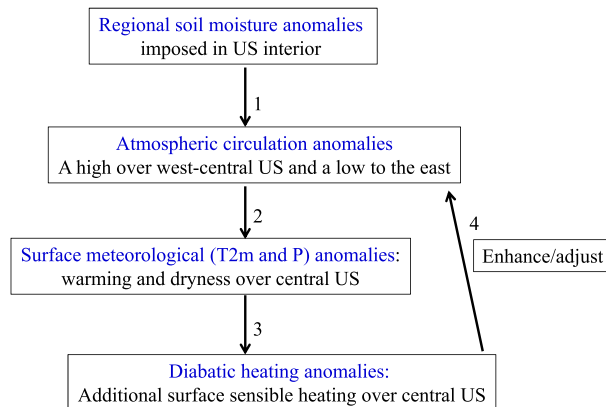 Regional soil moisture anomalies
imposed in US interior
1
Atmospheric circulation anomalies
A high over west-central US and a low to the east
2
4
Surface meteorological (T2m and P) anomalies:
warming and dryness over central US
Enhance/adjust
3
Diabatic heating anomalies:
Additional surface sensible heating over central US